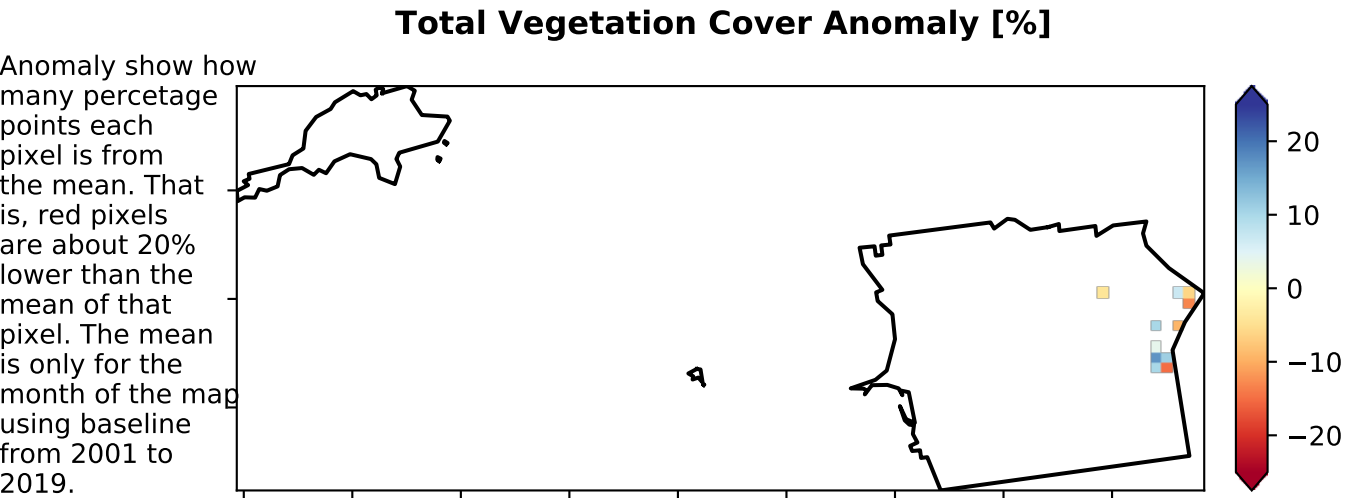 Total Vegetation Cover Anomaly [%]
Anomaly show how
many percetage
points each
pixel is from
the mean. That
is, red pixels
are about 20%
lower than the
mean of that
pixel. The mean
is only for the
month of the map
using baseline
from 2001 to
2019.
20
10
0
−10
−20